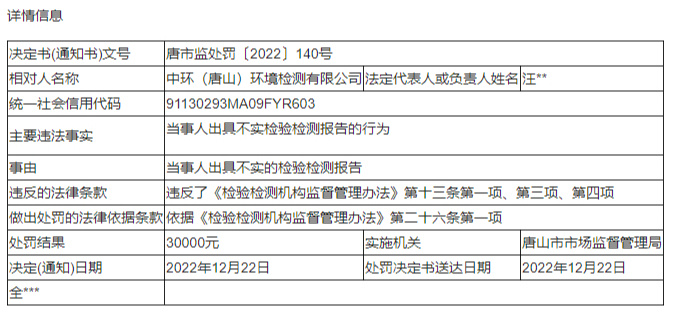 详情信息
决定书(通知书)文号 唐市监处罚〔2022〕140号
相对人名称 中环（唐山）环境检测有限公司 法定代表人或负责人姓名 汪**
统一社会信用代码 91130293MA09FYR603
主要违法事实 当事人出具不实检验检测报告的行为
事由 当事人出具不实的检验检测报告
违反的法律条款 违反了《检验检测机构监督管理办法》第十三条第一项、第三项、第四项
做出处罚的法律依据条款 依据《检验检测机构监督管理办法》第二十六条第一项
处罚结果 30000元 实施机关 唐山市市场监督管理局
决定(通知)日期 2022年12月22日 处罚决定书送达日期 2022年12月22日
全***